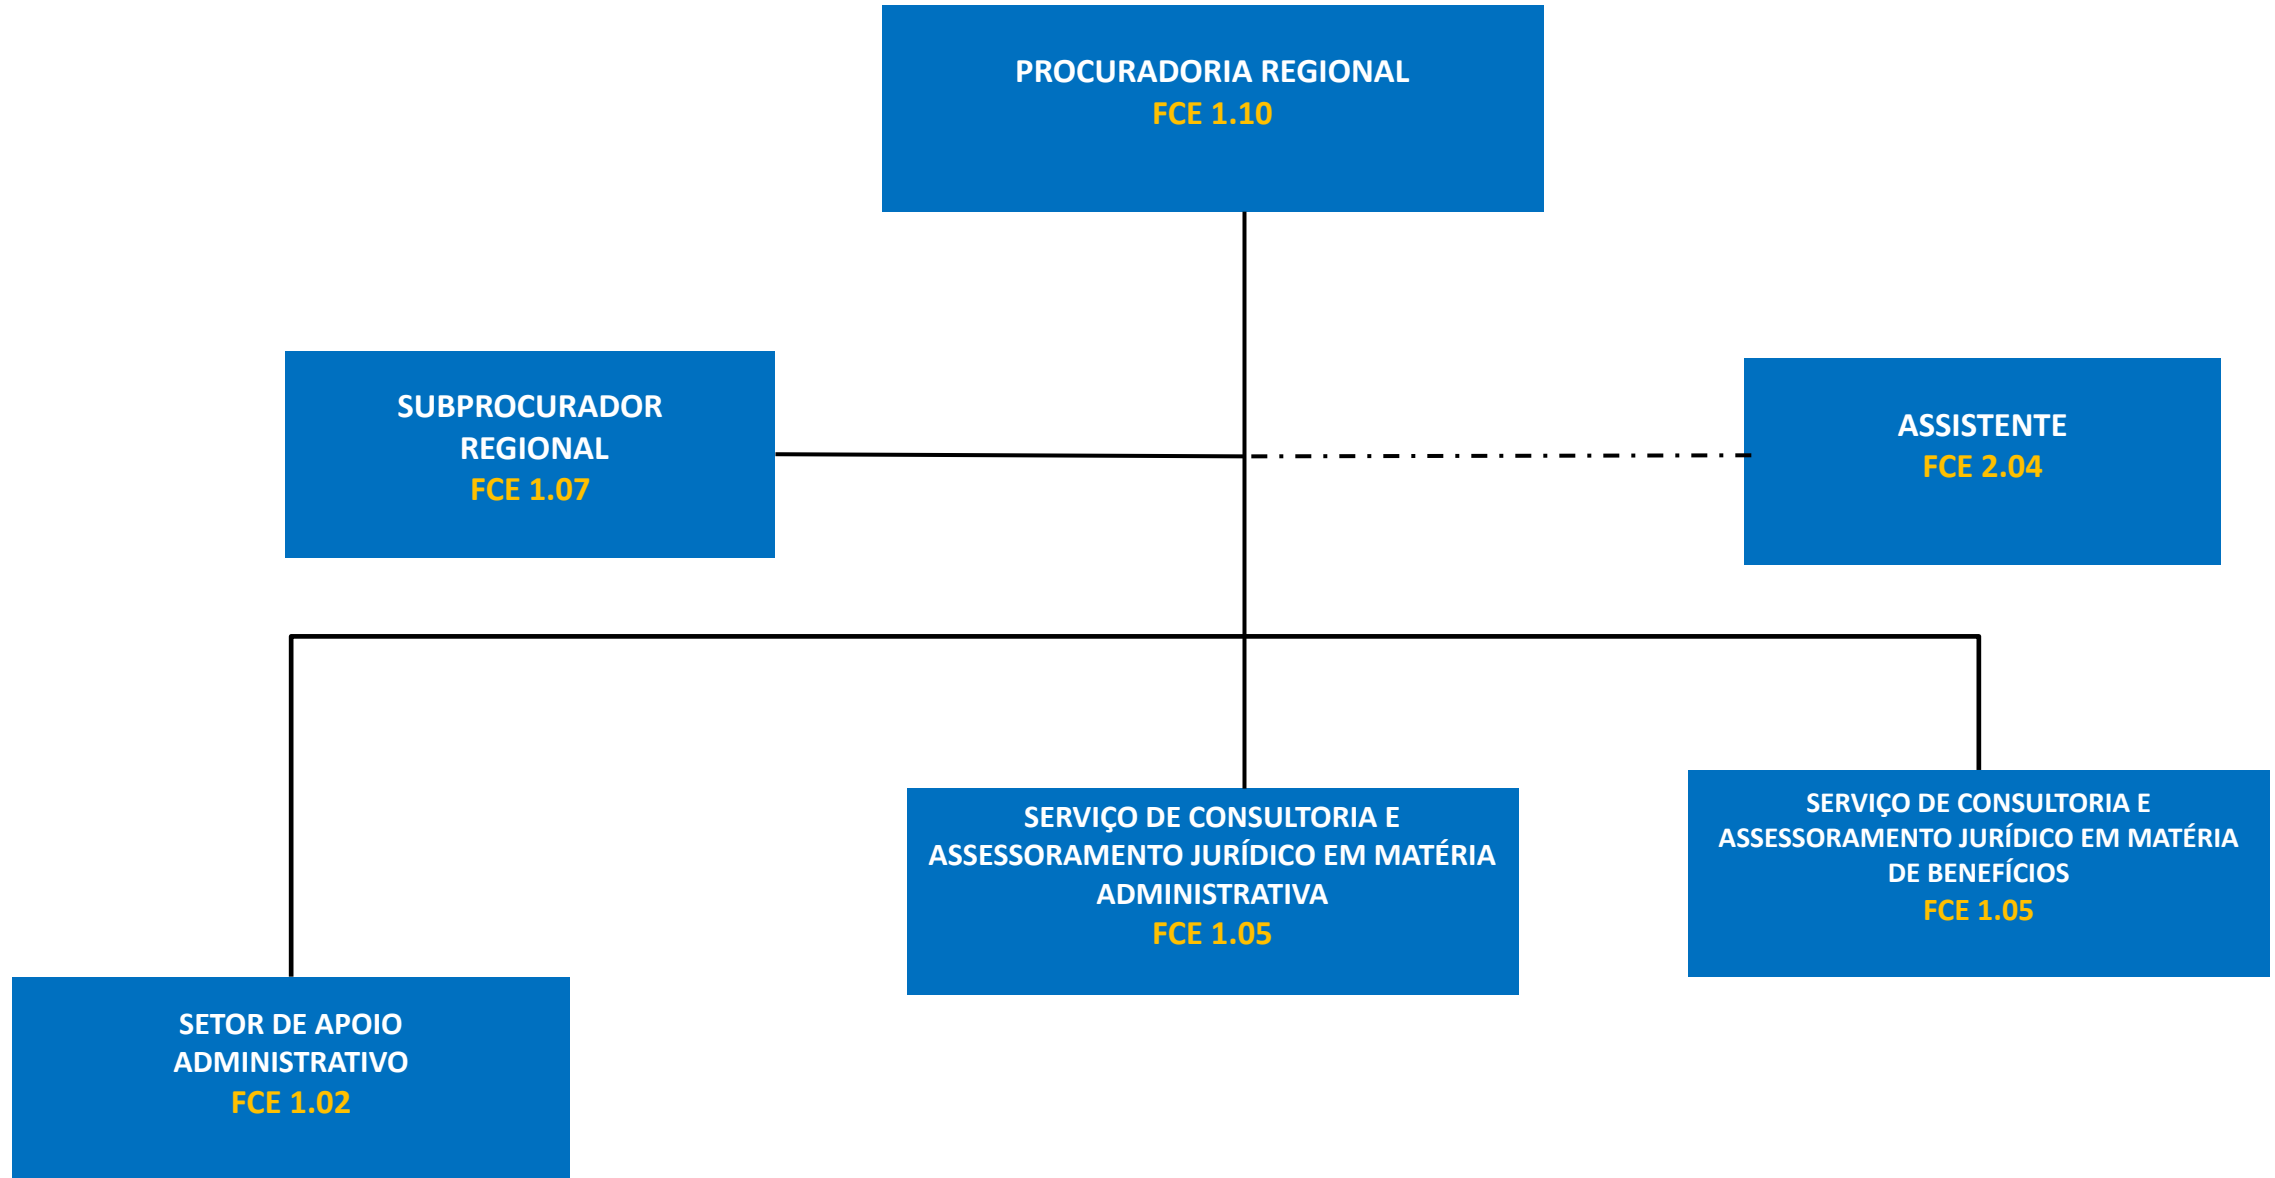 PROCURADORIA REGIONAL
FCE 1.10
SUBPROCURADOR
REGIONAL
FCE 1.07
ASSISTENTE
FCE 2.04
SERVIÇO DE CONSULTORIA E
ASSESSORAMENTO JURÍDICO EM MATÉRIA
ADMINISTRATIVA
FCE 1.05
SERVIÇO DE CONSULTORIA E
ASSESSORAMENTO JURÍDICO EM MATÉRIA
DE BENEFÍCIOS
FCE 1.05
SETOR DE APOIO
ADMINISTRATIVO
FCE 1.02